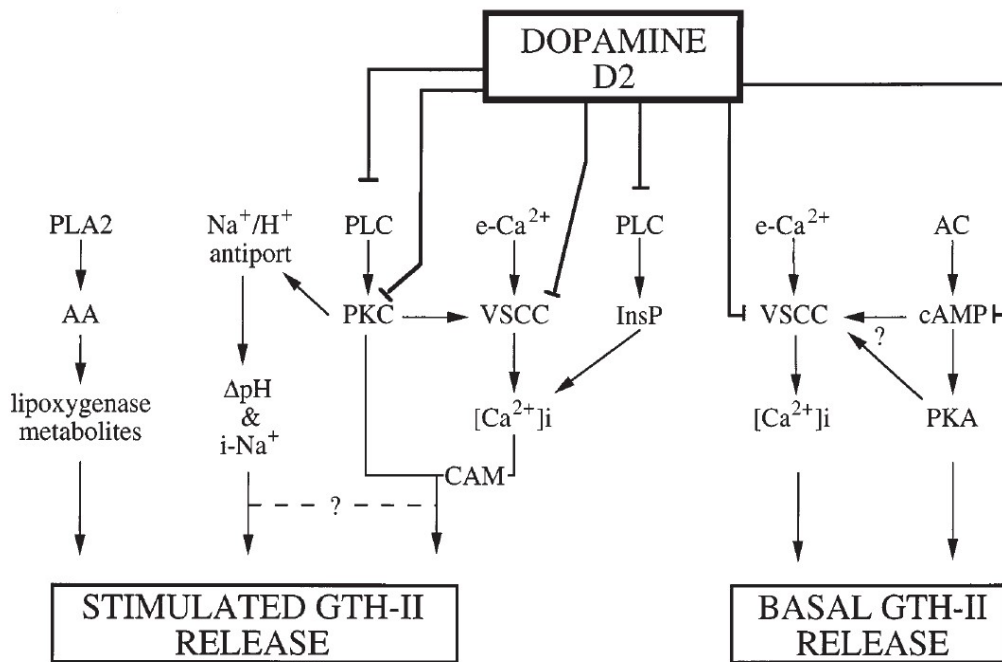 DOPAMINE
D2
PLA2
Na⁺/H⁺
antiport
PLC
e-Ca²⁺
PLC
e-Ca²⁺
AC
AA
PKC
VSCC
InsP
VSCC
cAMP
?
lipoxygenase
metabolites
ΔpH
&
i-Na⁺
[Ca²⁺]i
[Ca²⁺]i
PKA
CAM
?
STIMULATED GTH-II
RELEASE
BASAL GTH-II
RELEASE